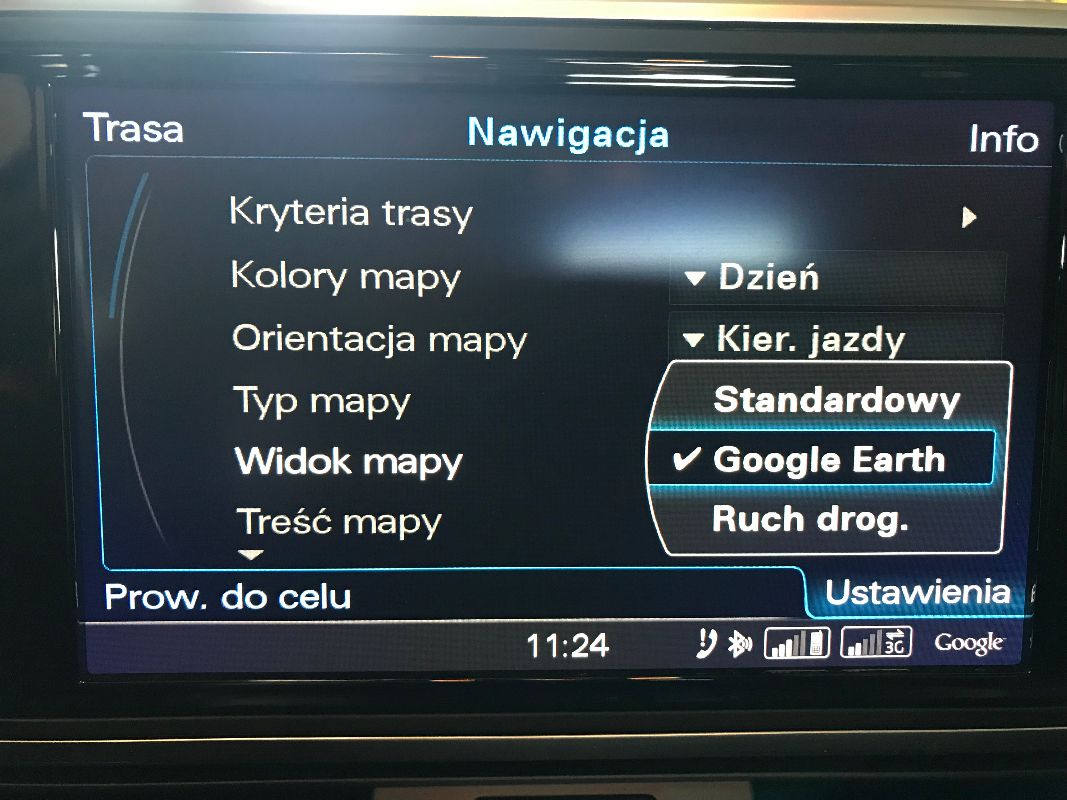 Trasa Nawigacja Info
Kryteria trasy
Kolory mapy Dzień
Orientacja mapy Kier. jazdy
Typ mapy Standardowy
Widok mapy Google Earth
Treść mapy Ruch drog.
Prow. do celu Ustawienia
11:24 3G Google